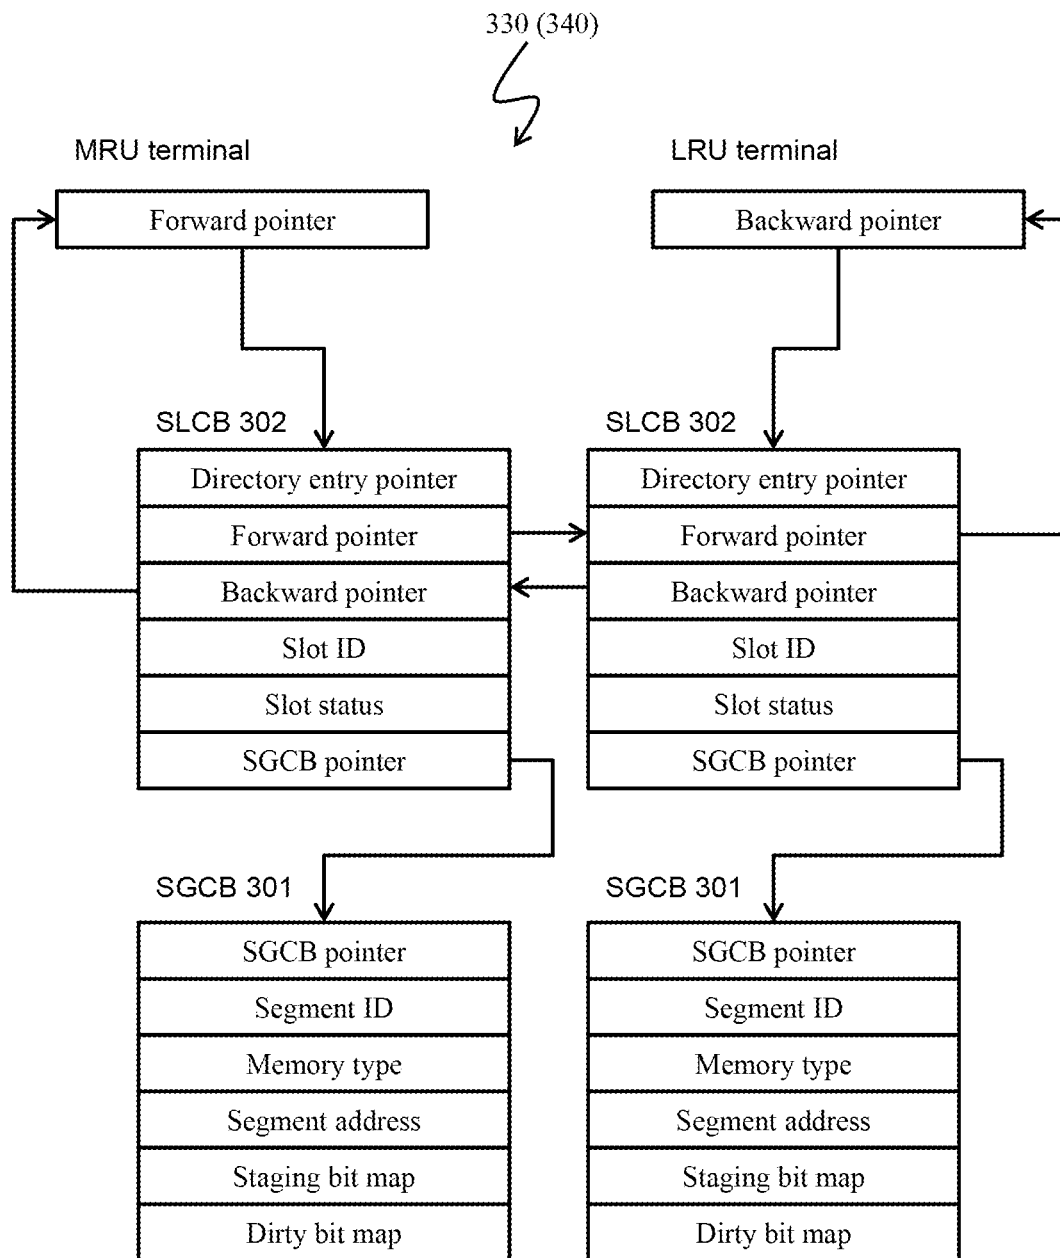 330 (340)
MRU terminal
LRU terminal
Forward pointer
Backward pointer
SLCB 302
SLCB 302
Directory entry pointer
Directory entry pointer
Forward pointer
Forward pointer
Backward pointer
Backward pointer
Slot ID
Slot ID
Slot status
Slot status
SGCB pointer
SGCB pointer
SGCB 301
SGCB 301
SGCB pointer
SGCB pointer
Segment ID
Segment ID
Memory type
Memory type
Segment address
Segment address
Staging bit map
Staging bit map
Dirty bit map
Dirty bit map